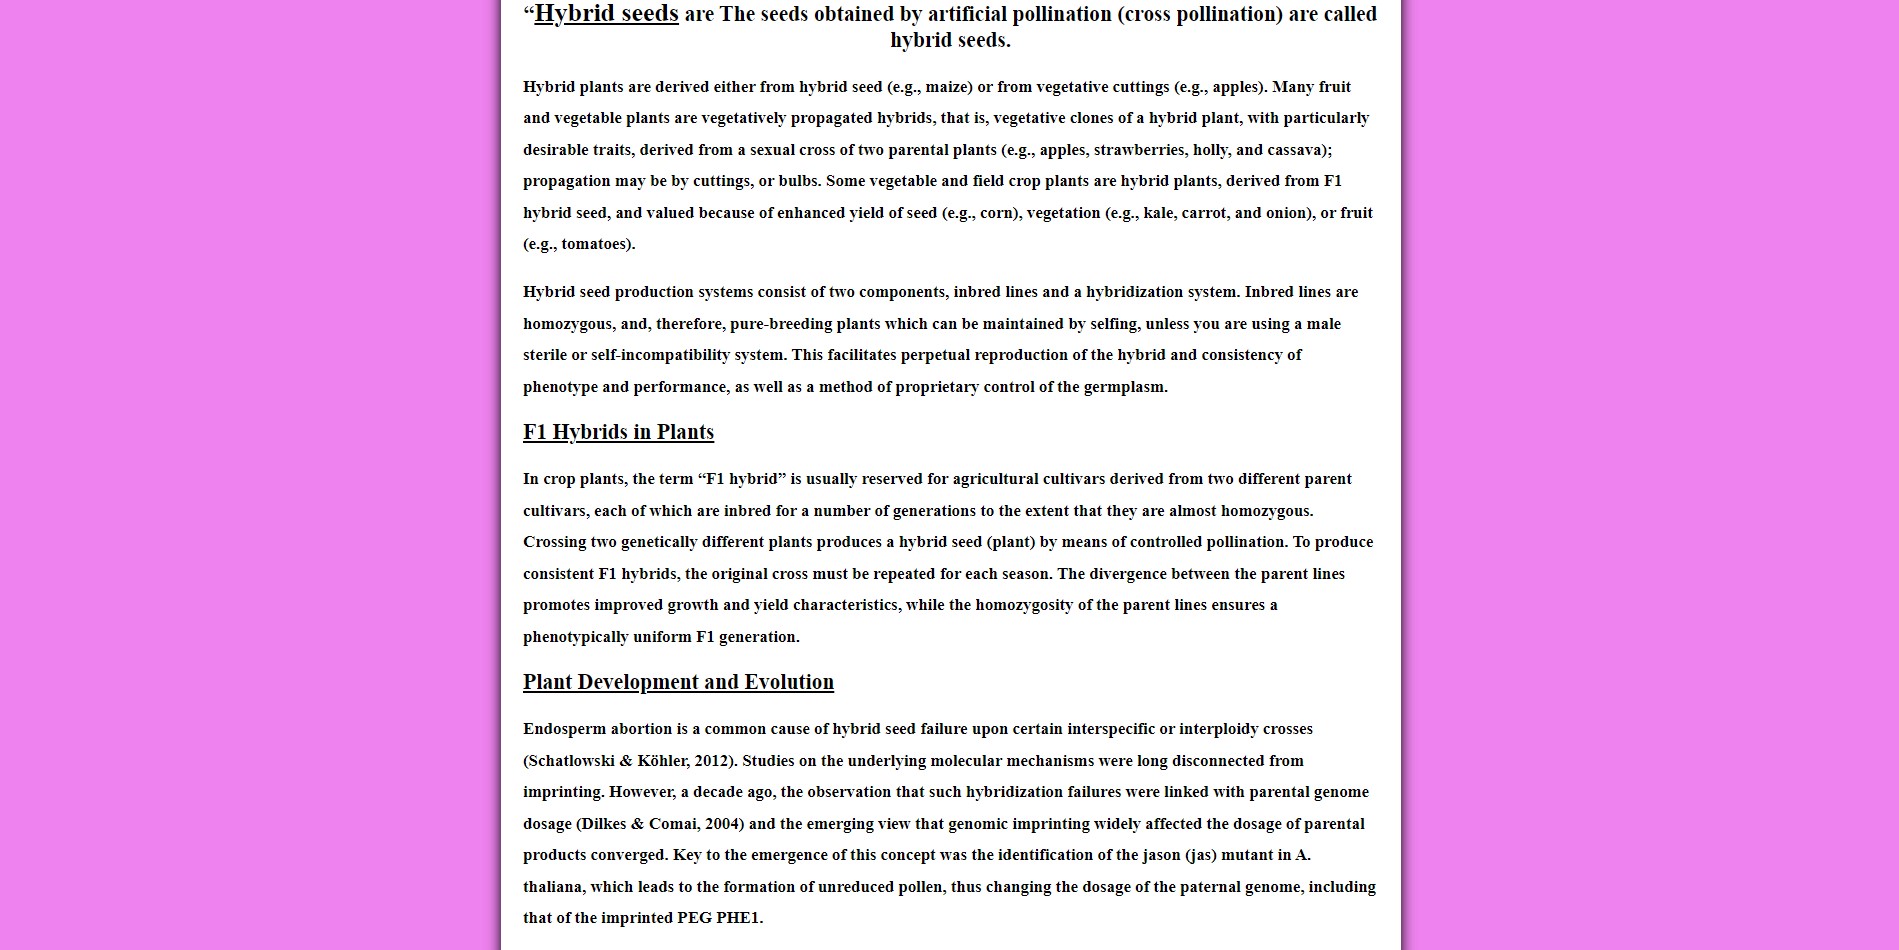 “Hybrid seeds are The seeds obtained by artificial pollination (cross pollination) are called
hybrid seeds.
Hybrid plants are derived either from hybrid seed (e.g., maize) or from vegetative cuttings (e.g., apples). Many fruit
and vegetable plants are vegetatively propagated hybrids, that is, vegetative clones of a hybrid plant, with particularly
desirable traits, derived from a sexual cross of two parental plants (e.g., apples, strawberries, holly, and cassava);
propagation may be by cuttings, or bulbs. Some vegetable and field crop plants are hybrid plants, derived from F1
hybrid seed, and valued because of enhanced yield of seed (e.g., corn), vegetation (e.g., kale, carrot, and onion), or fruit
(e.g., tomatoes).
Hybrid seed production systems consist of two components, inbred lines and a hybridization system. Inbred lines are
homozygous, and, therefore, pure-breeding plants which can be maintained by selfing, unless you are using a male
sterile or self-incompatibility system. This facilitates perpetual reproduction of the hybrid and consistency of
phenotype and performance, as well as a method of proprietary control of the germplasm.
F1 Hybrids in Plants
In crop plants, the term “F1 hybrid” is usually reserved for agricultural cultivars derived from two different parent
cultivars, each of which are inbred for a number of generations to the extent that they are almost homozygous.
Crossing two genetically different plants produces a hybrid seed (plant) by means of controlled pollination. To produce
consistent F1 hybrids, the original cross must be repeated for each season. The divergence between the parent lines
promotes improved growth and yield characteristics, while the homozygosity of the parent lines ensures a
phenotypically uniform F1 generation.
Plant Development and Evolution
Endosperm abortion is a common cause of hybrid seed failure upon certain interspecific or interploidy crosses
(Schatlowski & Köhler, 2012). Studies on the underlying molecular mechanisms were long disconnected from
imprinting. However, a decade ago, the observation that such hybridization failures were linked with parental genome
dosage (Dilkes & Comai, 2004) and the emerging view that genomic imprinting widely affected the dosage of parental
products converged. Key to the emergence of this concept was the identification of the jason (jas) mutant in A.
thaliana, which leads to the formation of unreduced pollen, thus changing the dosage of the paternal genome, including
that of the imprinted PEG PHE1.